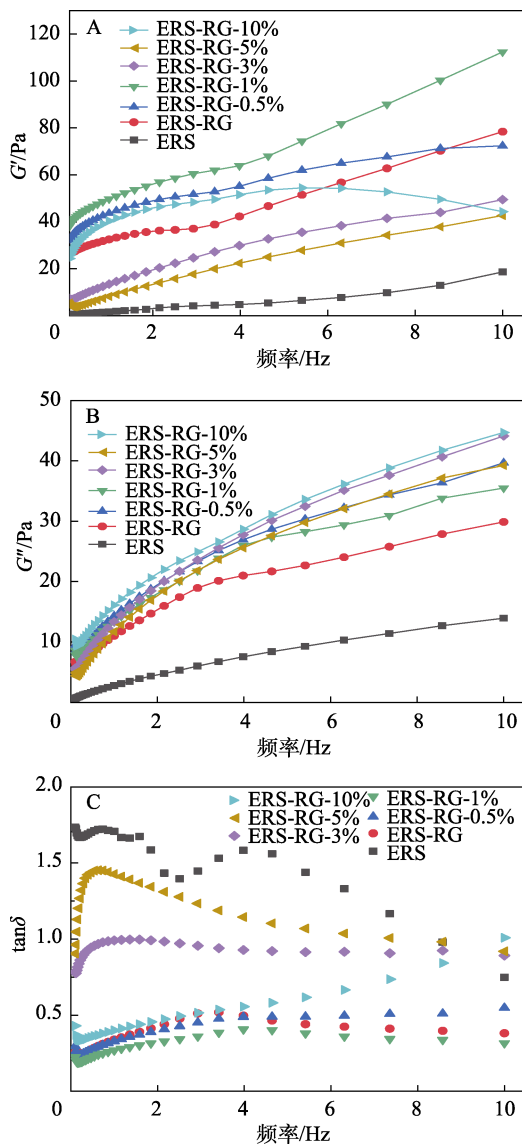 A
ERS-RG-10%
ERS-RG-5%
ERS-RG-3%
ERS-RG-1%
ERS-RG-0.5%
ERS-RG
ERS
G′/Pa
120
100
80
60
40
20
0 2 4 6 8 10
频率/Hz
B
ERS-RG-10%
ERS-RG-5%
ERS-RG-3%
ERS-RG-1%
ERS-RG-0.5%
ERS-RG
ERS
G″/Pa
50
40
30
20
10
0 2 4 6 8 10
频率/Hz
C
ERS-RG-10% ERS-RG-1%
ERS-RG-5% ERS-RG-0.5%
ERS-RG-3% ERS-RG
ERS
tanδ
2.0
1.5
1.0
0.5
0 2 4 6 8 10
频率/Hz